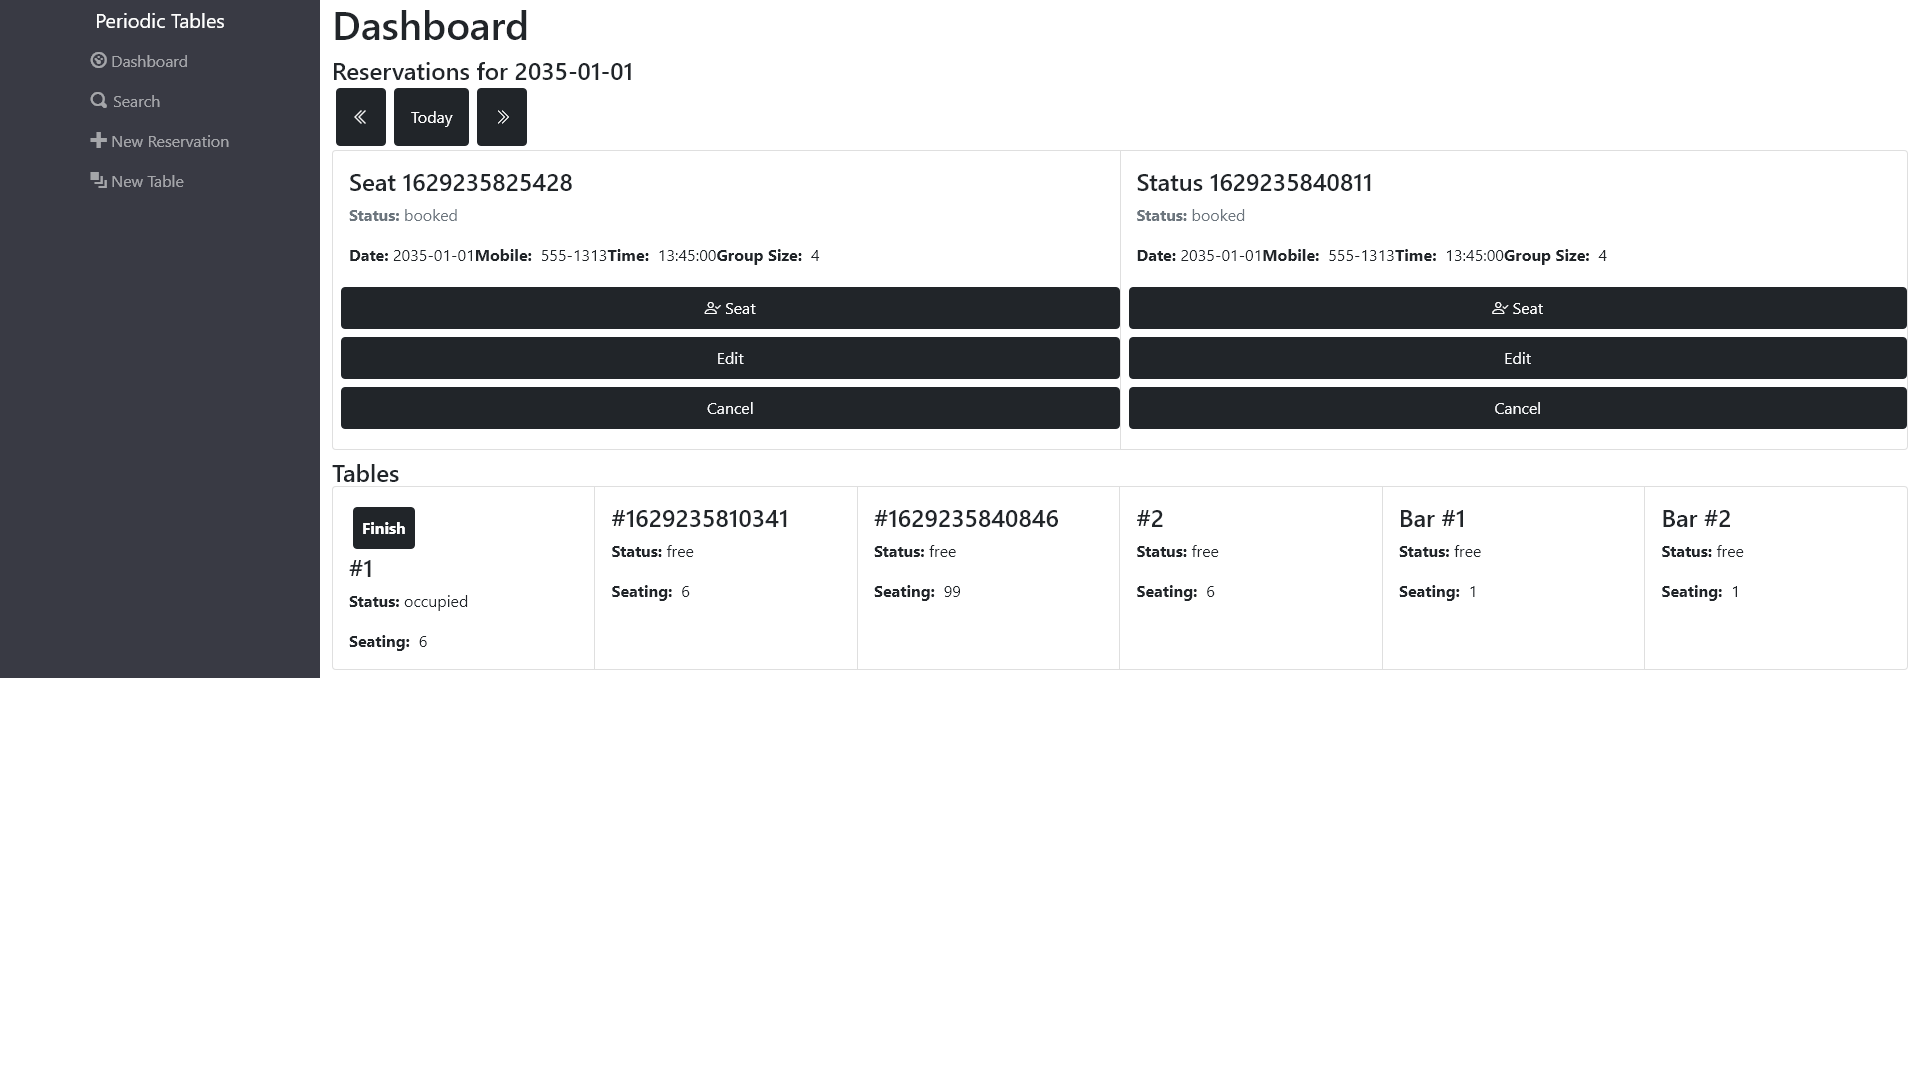 Periodic Tables
Dashboard
Search
New Reservation
New Table
Dashboard
Reservations for 2035-01-01
Today
Seat 1629235825428
Status: booked
Date: 2035-01-01Mobile: 555-1313Time: 13:45:00Group Size: 4
Seat
Edit
Cancel
Status 1629235840811
Status: booked
Date: 2035-01-01Mobile: 555-1313Time: 13:45:00Group Size: 4
Seat
Edit
Cancel
Tables
Finish
#1
Status: occupied
Seating: 6
#1629235810341
Status: free
Seating: 6
#1629235840846
Status: free
Seating: 99
#2
Status: free
Seating: 6
Bar #1
Status: free
Seating: 1
Bar #2
Status: free
Seating: 1